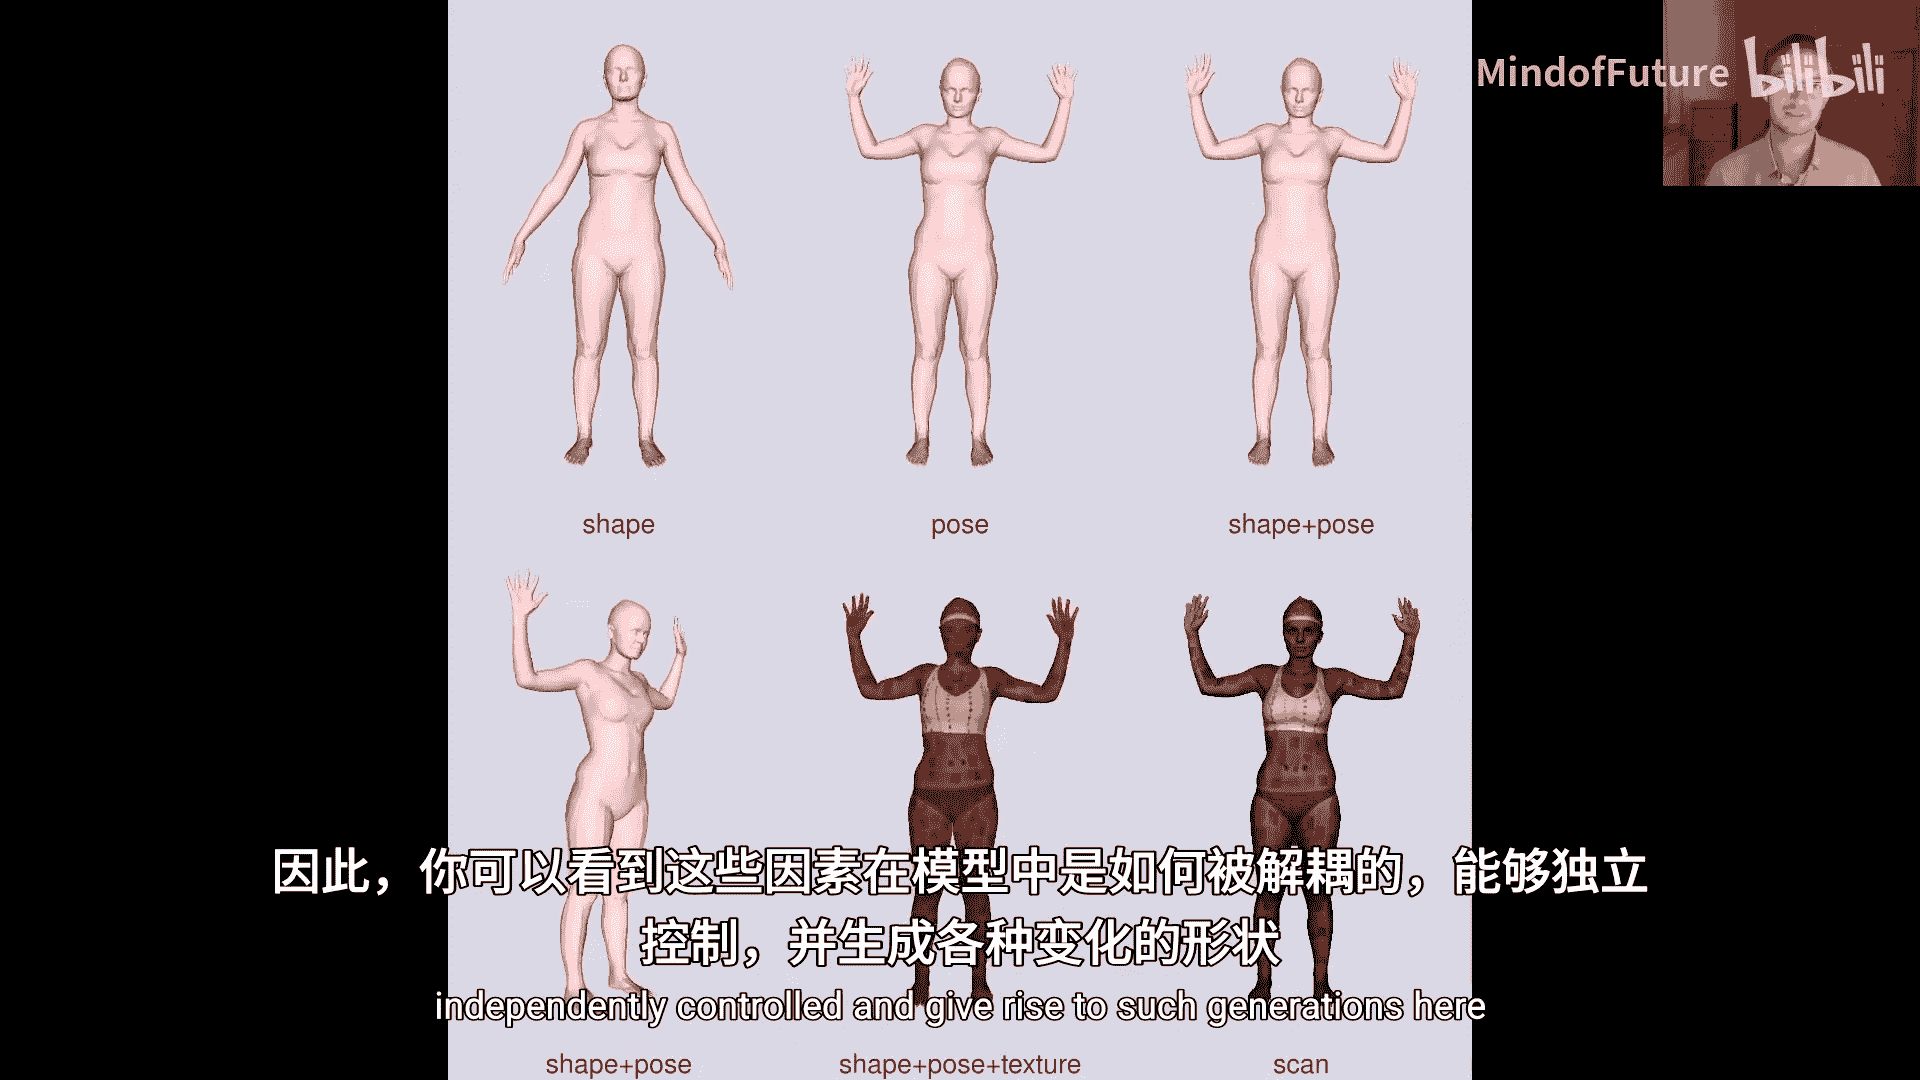 MindofFuture bilibili
shape
pose
shape+pose
因此，你可以看到这些因素在模型中是如何被解耦的，能够独立
控制，并生成各种变化的形状
independently controlled and give rise to such generations here
shape+pose
shape+pose+texture
scan